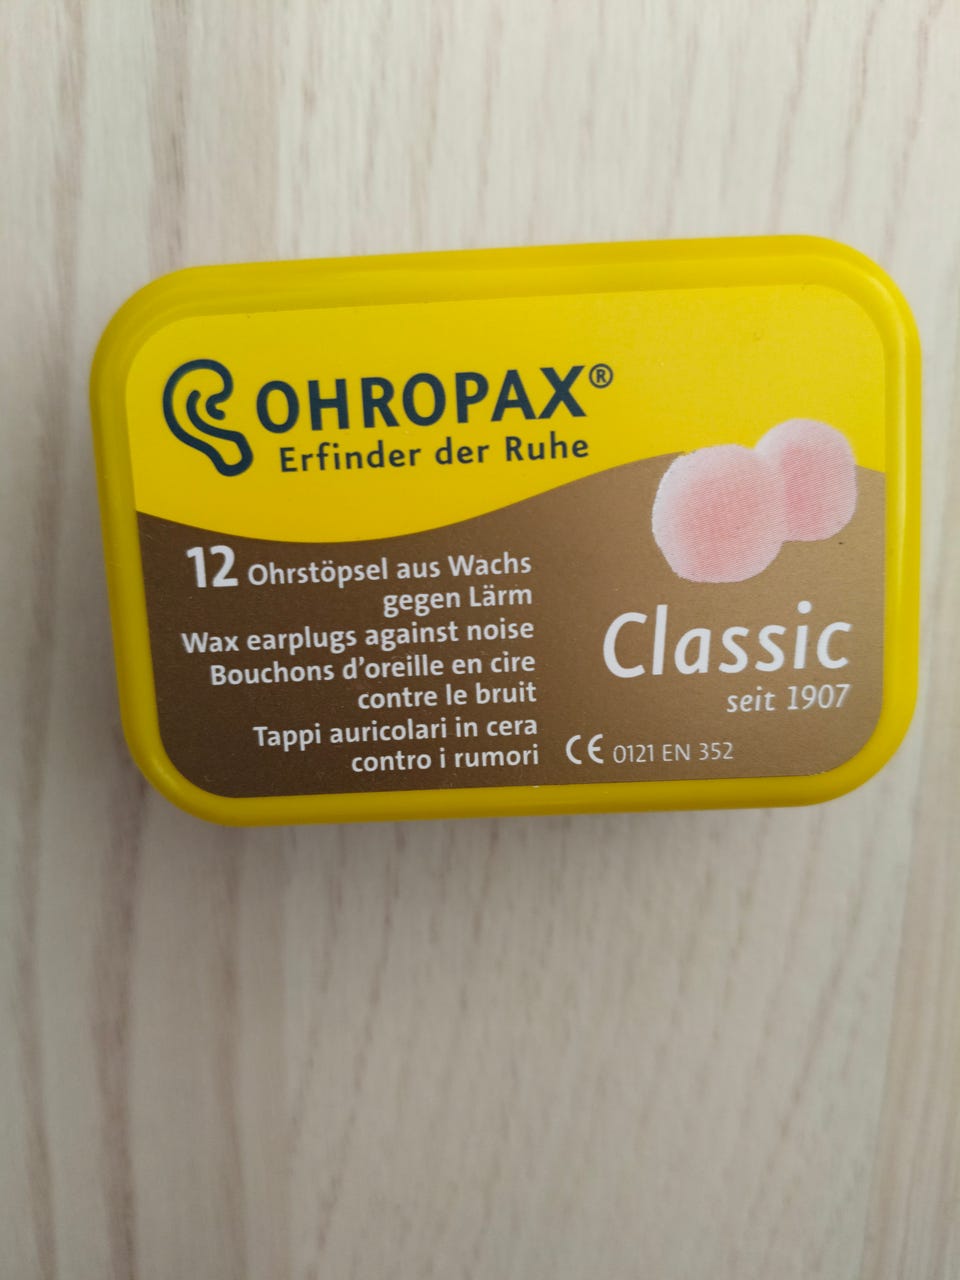 OHROPAX®
Erfinder der Ruhe
12 Ohrstöpsel aus Wachs
gegen Lärm
Wax earplugs against noise
Bouchons d'oreille en cire
contre le bruit
Tappi auricolari in cera
contro i rumori
Classic
seit 1907
CE 0121 EN 352